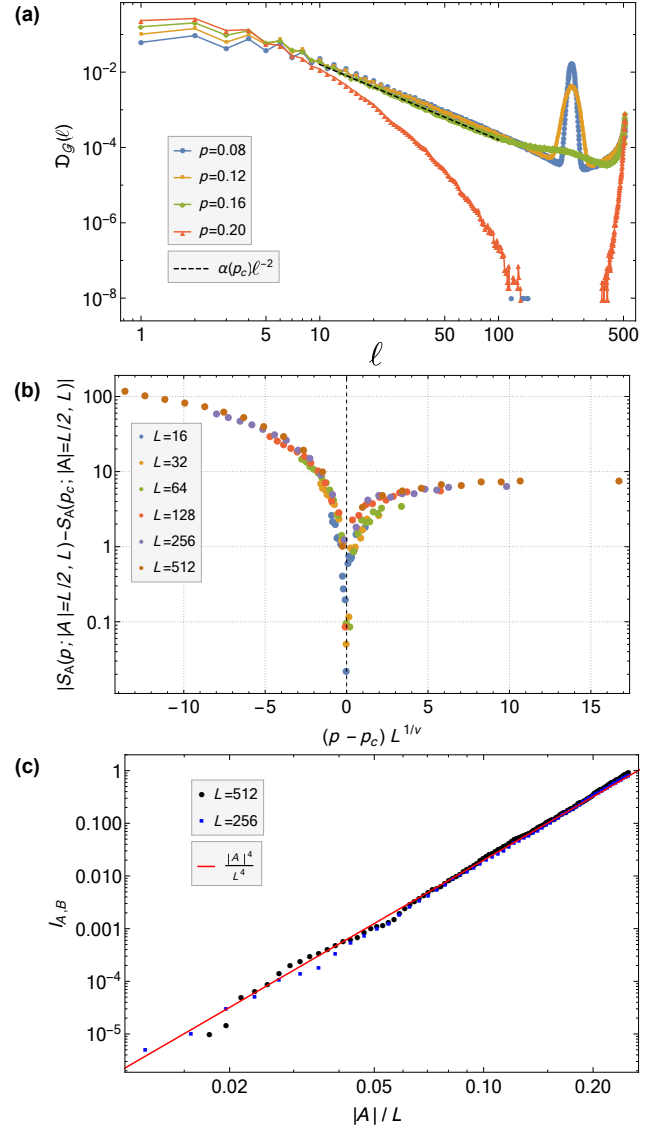 (a)
10⁻²
10⁻⁴
10⁻⁶
10⁻⁸
D_𝒢(ℓ)
p=0.08
p=0.12
p=0.16
p=0.20
α(p_c)ℓ⁻²
1 5 10 50 100 500
ℓ
(b)
100
10
1
0.1
|S_A(p; |A|=L/2, L)−S_A(p_c; |A|=L/2, L)|
L=16
L=32
L=64
L=128
L=256
L=512
−10 −5 0 5 10 15
(p − p_c) L^{1/ν}
(c)
1
0.100
0.010
0.001
10⁻⁴
10⁻⁵
I_{A,B}
L=512
L=256
|A|⁴
L⁴
0.02 0.05 0.10 0.20
|A| / L